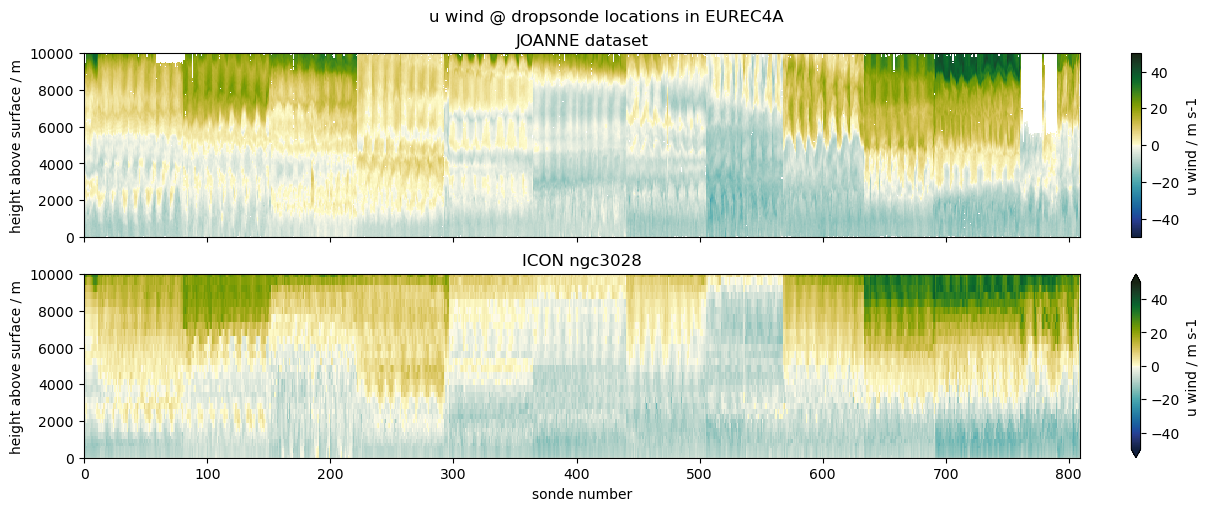 u wind @ dropsonde locations in EUREC4A
JOANNE dataset
height above surface / m
10000
8000
6000
4000
2000
0
40
20
0
−20
−40
u wind / m s-1
ICON ngc3028
height above surface / m
10000
8000
6000
4000
2000
0
0 100 200 300 400 500 600 700 800
sonde number
40
20
0
−20
−40
u wind / m s-1